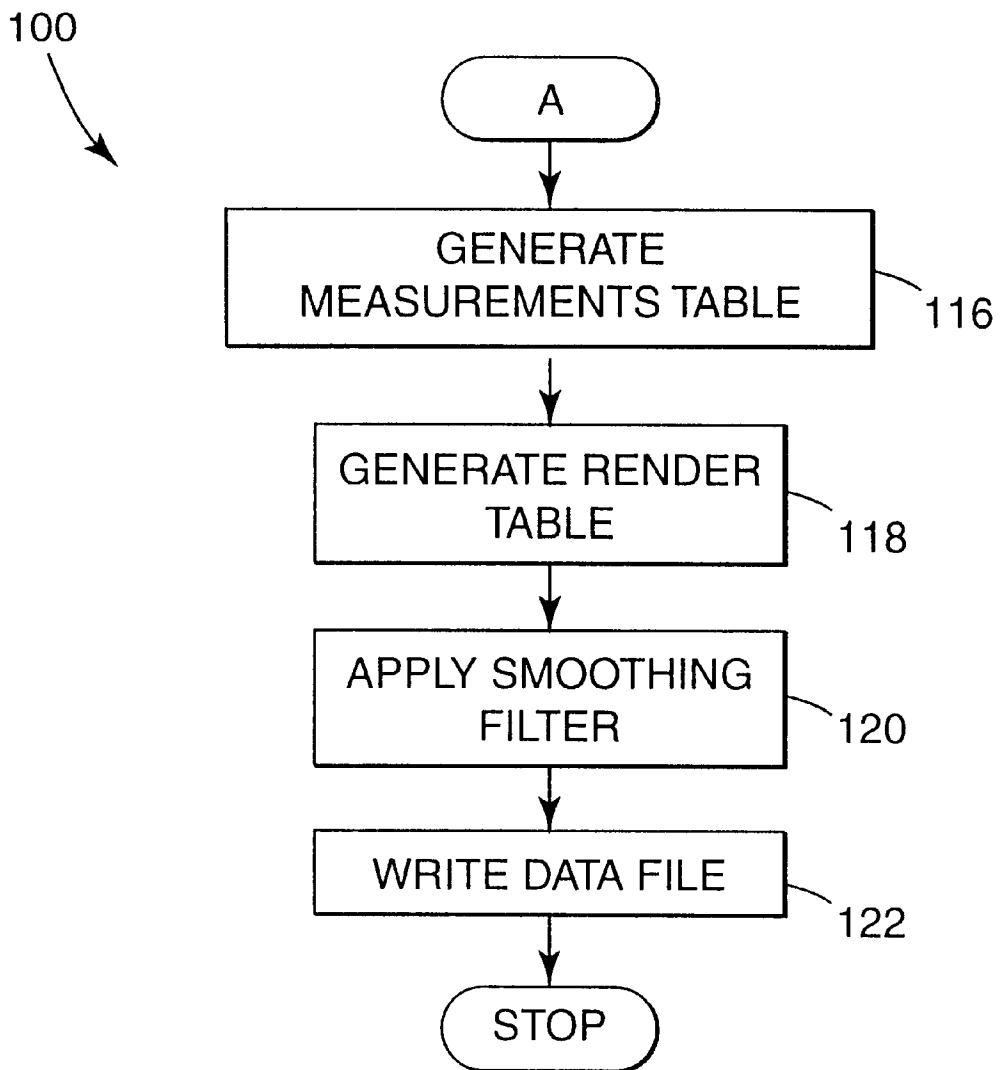 100
A
GENERATE
MEASUREMENTS TABLE
116
GENERATE RENDER
TABLE
118
APPLY SMOOTHING
FILTER
120
WRITE DATA FILE
122
STOP